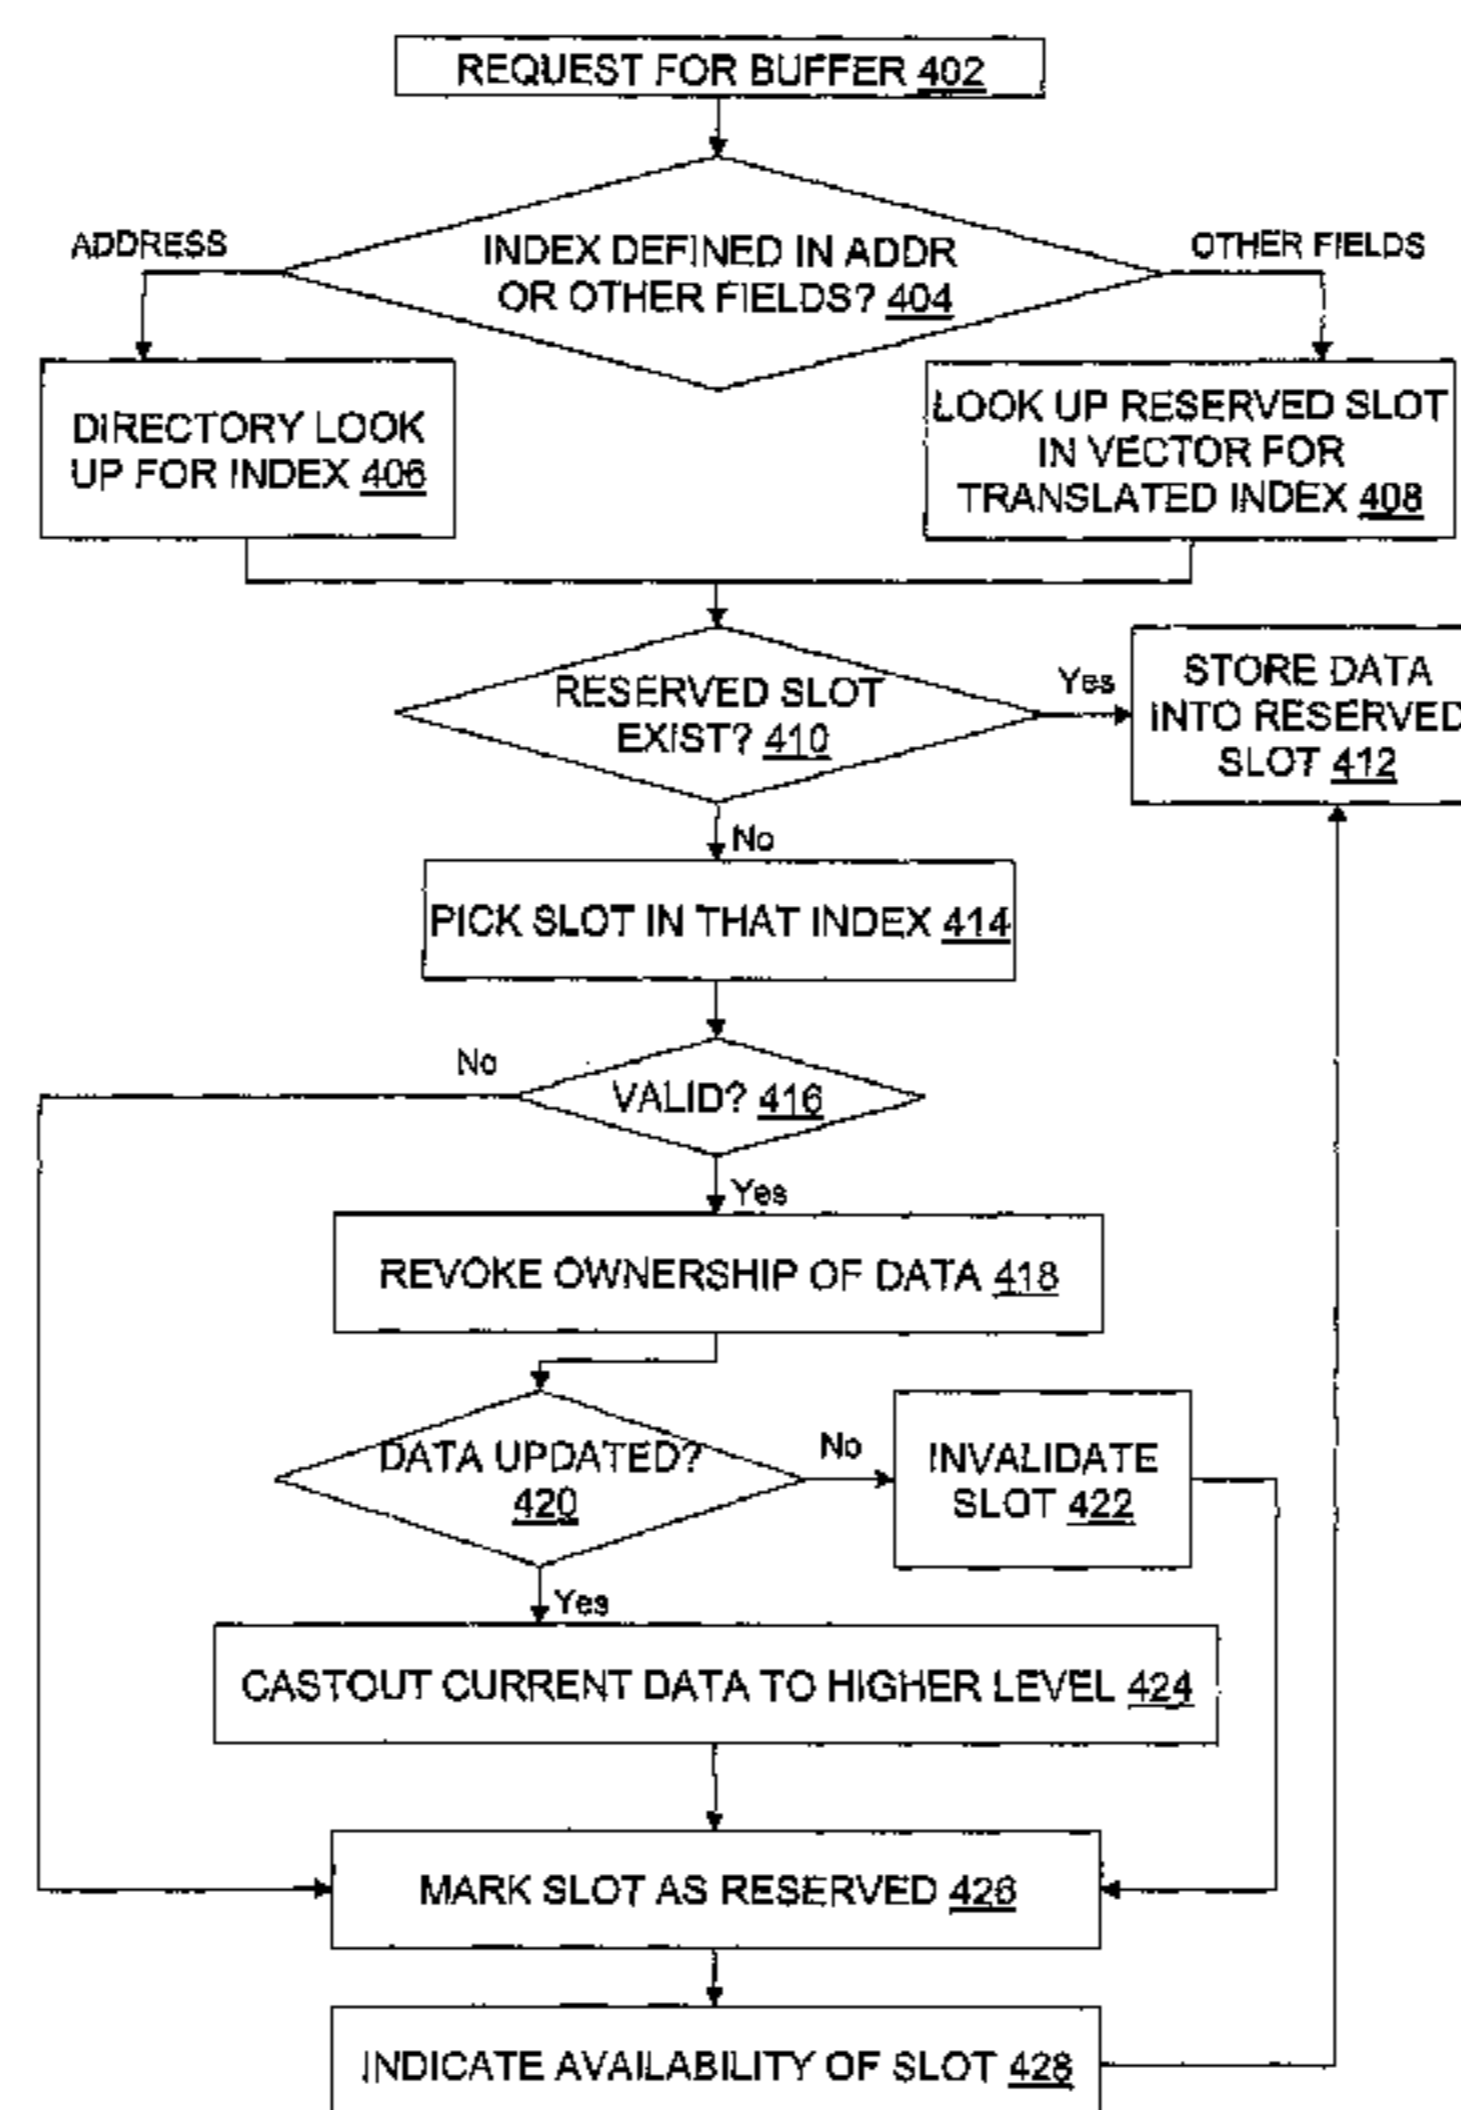 REQUEST FOR BUFFER 402
INDEX DEFINED IN ADDR
OR OTHER FIELDS? 404
ADDRESS
OTHER FIELDS
DIRECTORY LOOK
UP FOR INDEX 406
LOOK UP RESERVED SLOT
IN VECTOR FOR
TRANSLATED INDEX 408
RESERVED SLOT
EXIST? 410
Yes
STORE DATA
INTO RESERVED
SLOT 412
No
PICK SLOT IN THAT INDEX 414
No
VALID? 416
Yes
REVOKE OWNERSHIP OF DATA 418
DATA UPDATED?
420
No
INVALIDATE
SLOT 422
Yes
CASTOUT CURRENT DATA TO HIGHER LEVEL 424
MARK SLOT AS RESERVED 426
INDICATE AVAILABILITY OF SLOT 428